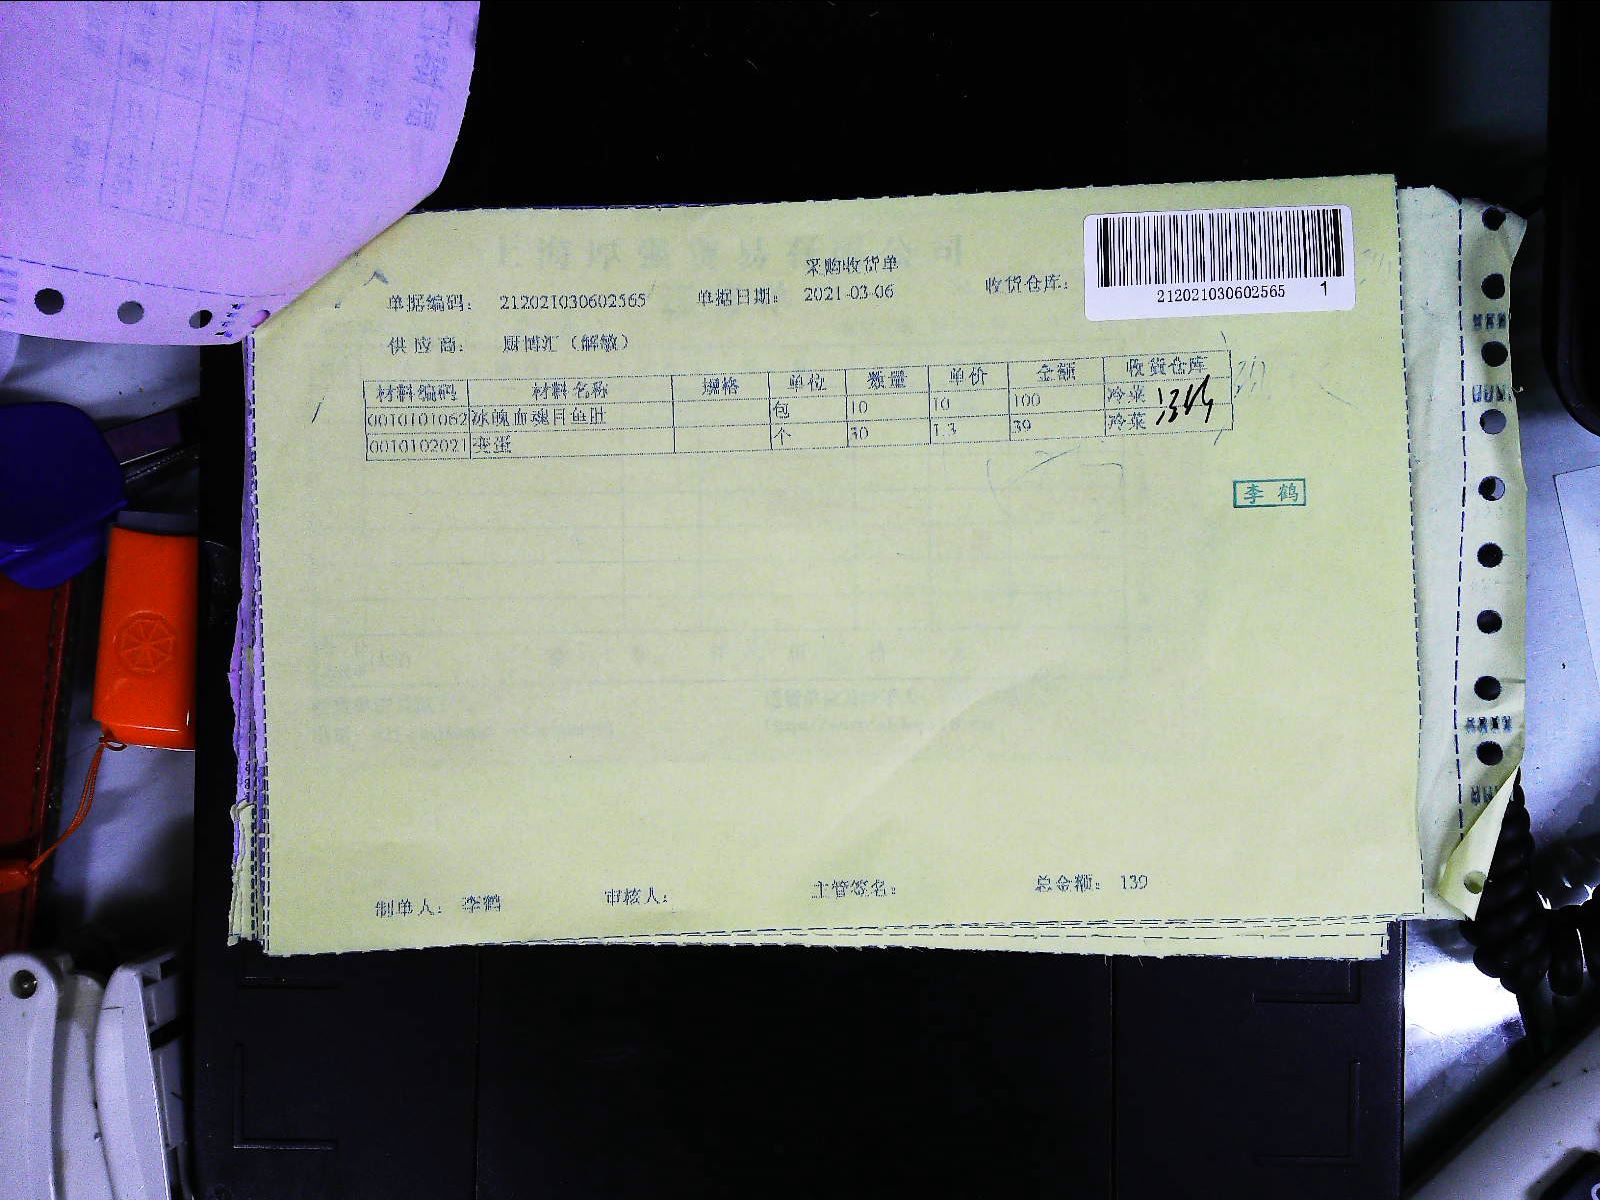 采购收货单
单据编码： 212021030602565 单据日期： 2021-03-06 收货仓库：
212021030602565 1
供应商： 厨博汇（解敏）
材料编码 材料名称 规格 单位 数量 单价 金额 收货仓库
0010101062 冰魄血魂目鱼肚 包 10 10 100 冷菜
0010102021 变蛋 个 30 1.3 39 冷菜
李鹤
制单人： 李鹤 审核人： 主管签名： 总金额： 139